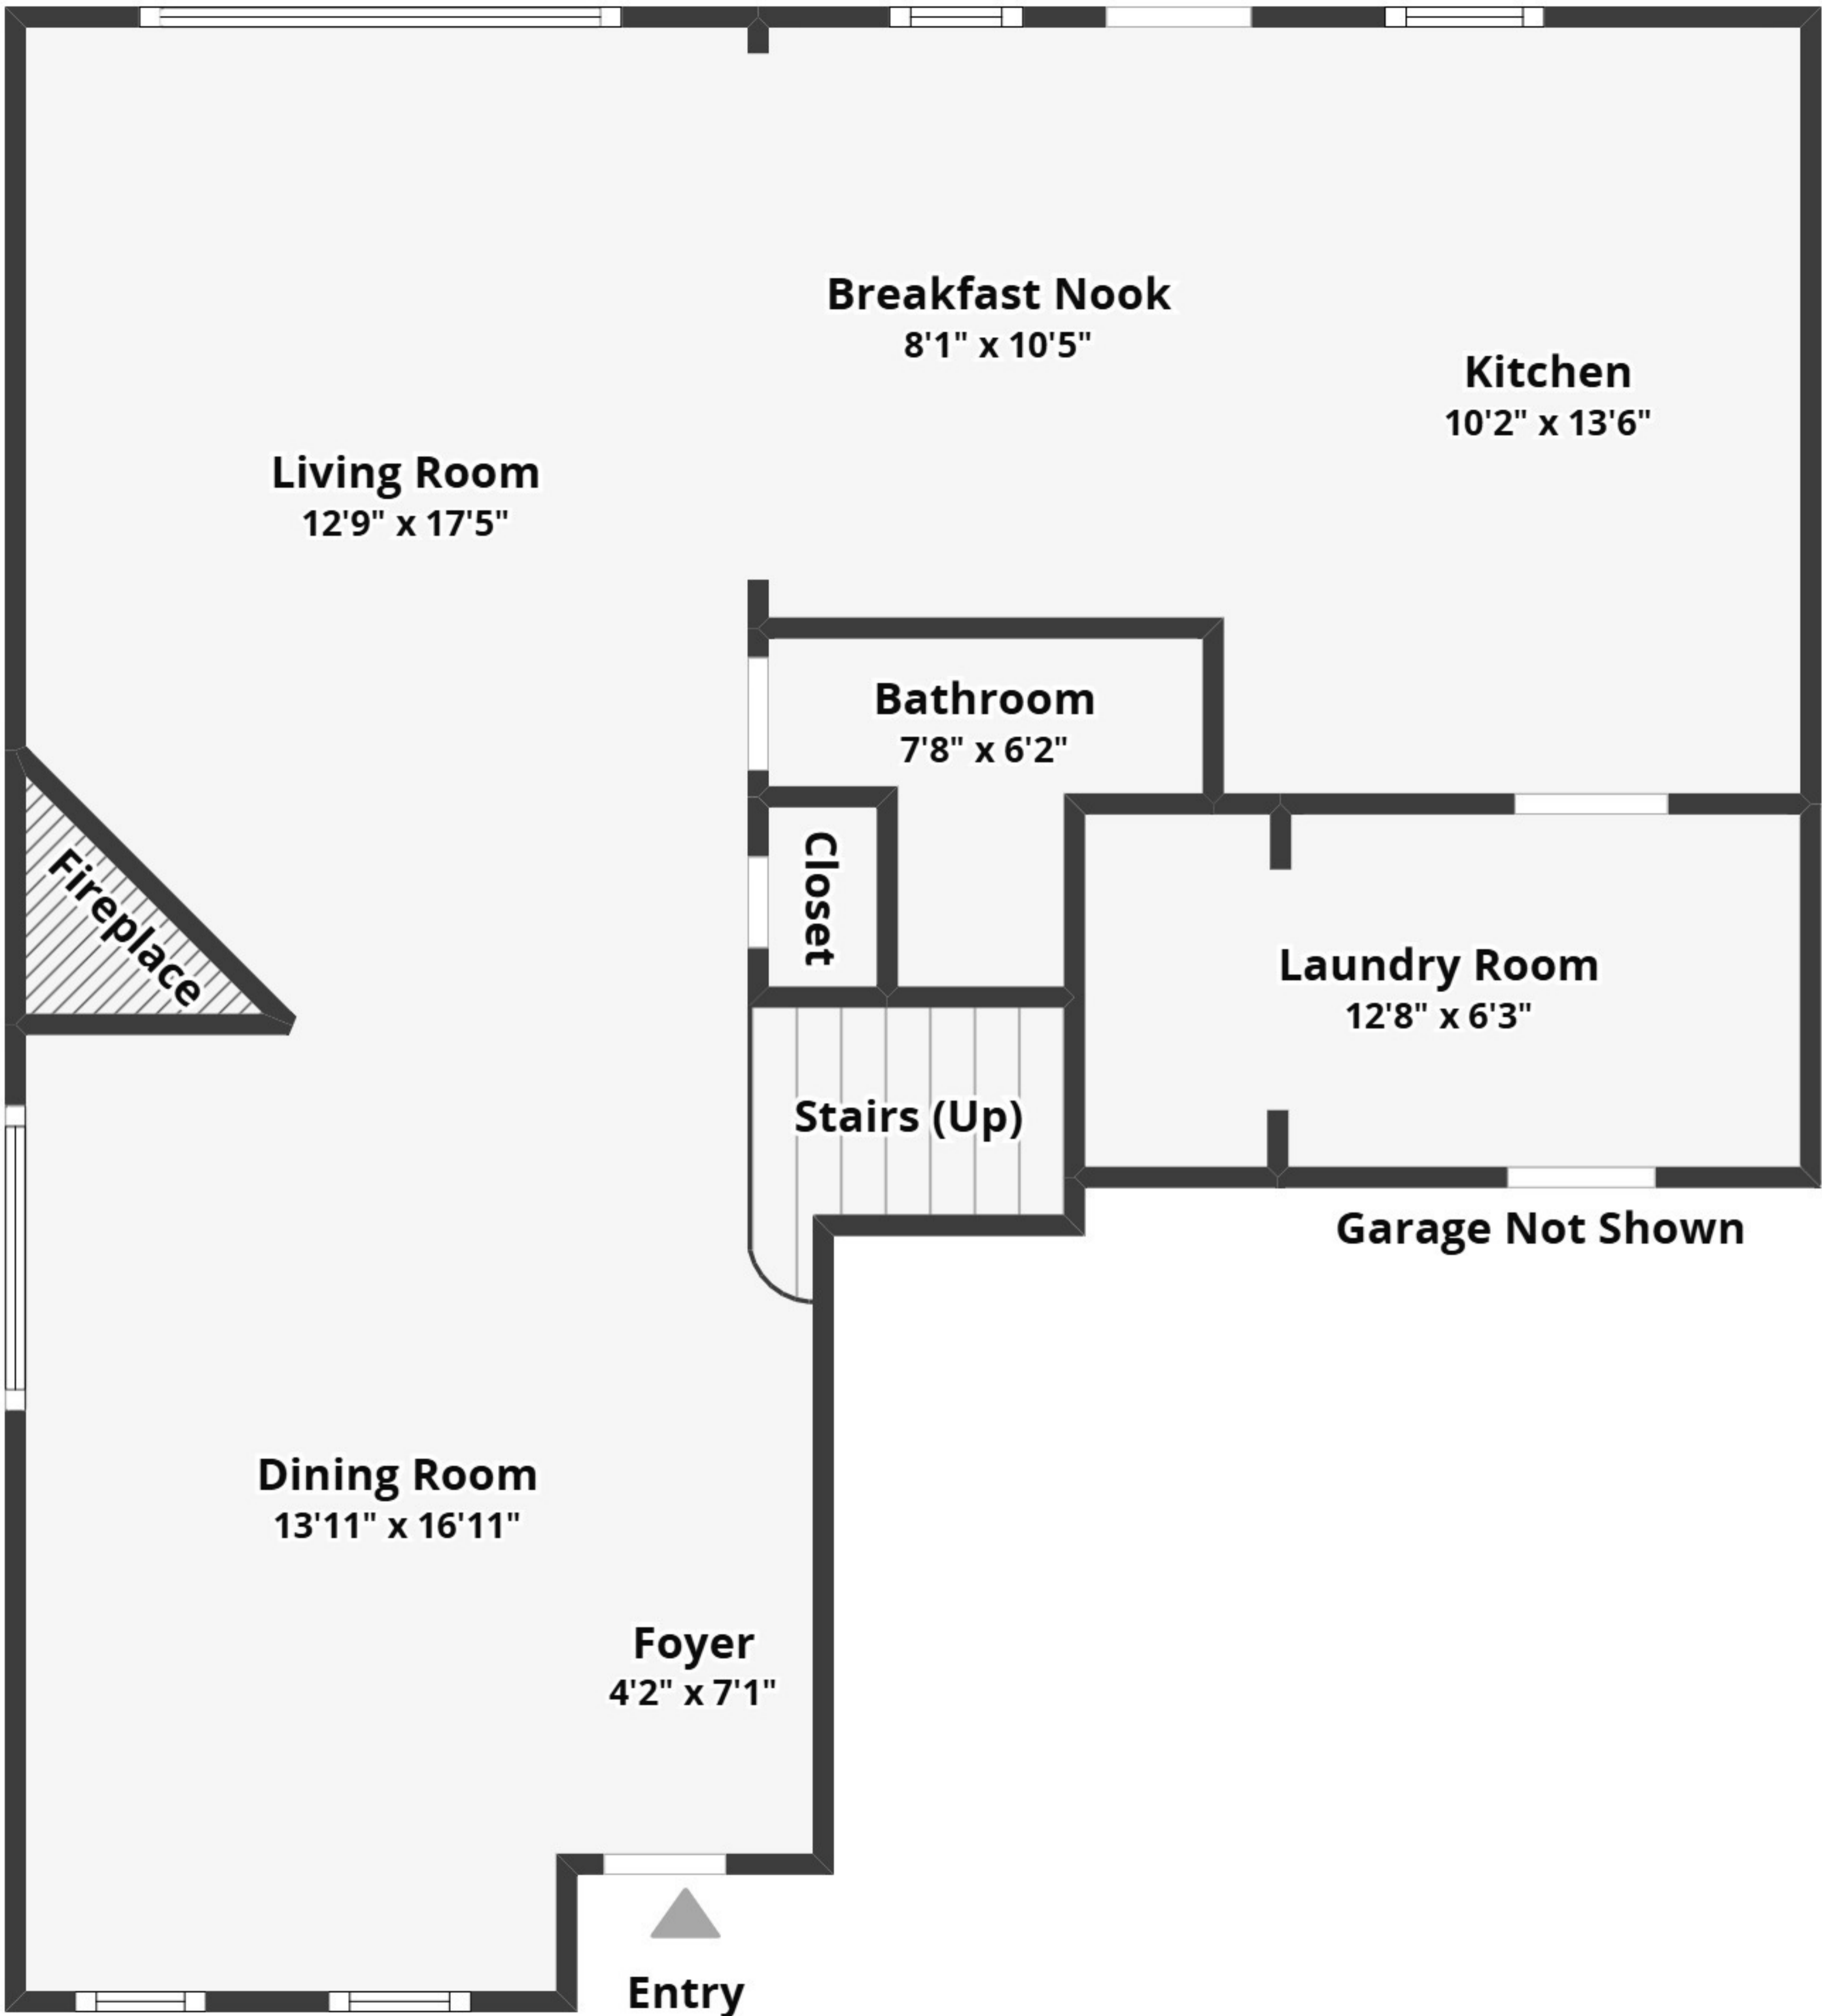 Breakfast Nook
8'1" x 10'5"
Kitchen
10'2" x 13'6"
Living Room
12'9" x 17'5"
Bathroom
7'8" x 6'2"
Closet
Fireplace
Laundry Room
12'8" x 6'3"
Stairs (Up)
Garage Not Shown
Dining Room
13'11" x 16'11"
Foyer
4'2" x 7'1"
Entry